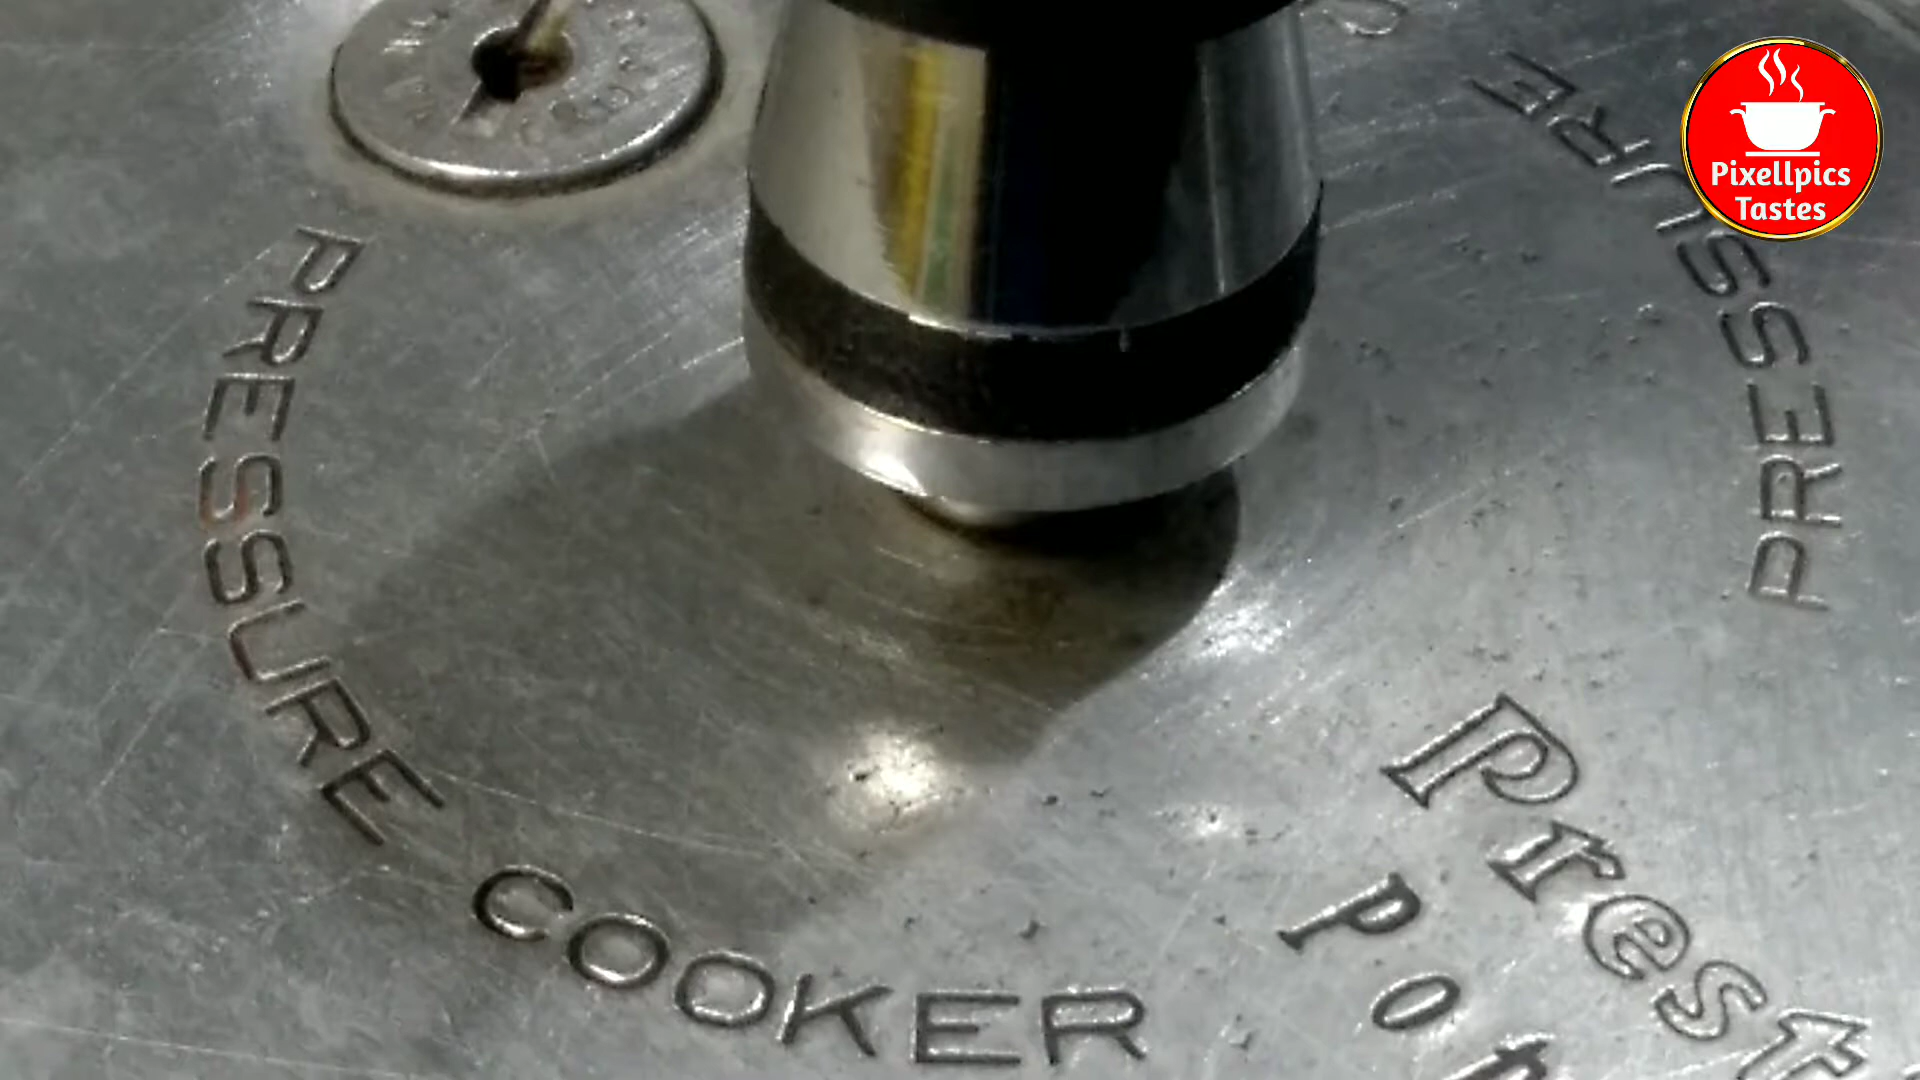 PRESSURE COOKER
PRESSURE
Prest
Pot
Pixellpics
Tastes